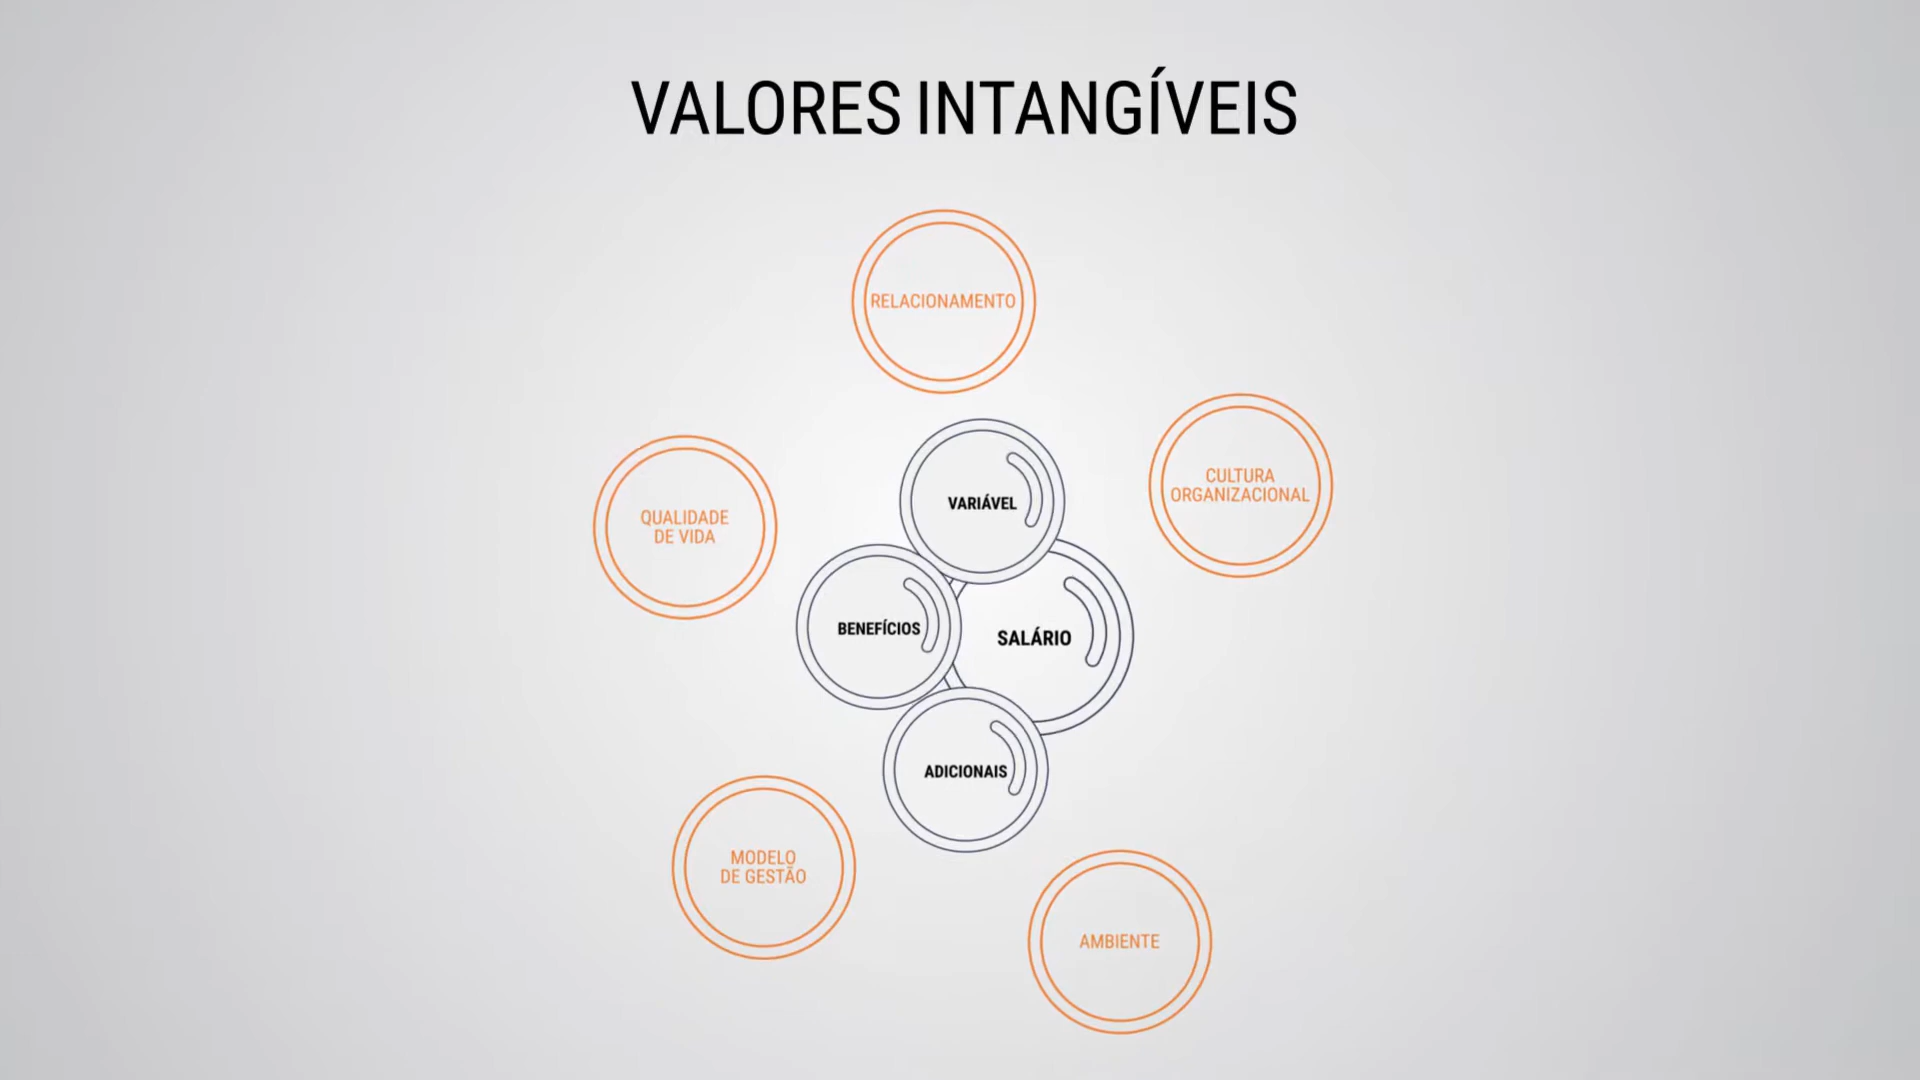 VALORES INTANGÍVEIS
RELACIONAMENTO
CULTURA
ORGANIZACIONAL
VARIÁVEL
QUALIDADE
DE VIDA
BENEFÍCIOS
SALÁRIO
ADICIONAIS
MODELO
DE GESTÃO
AMBIENTE